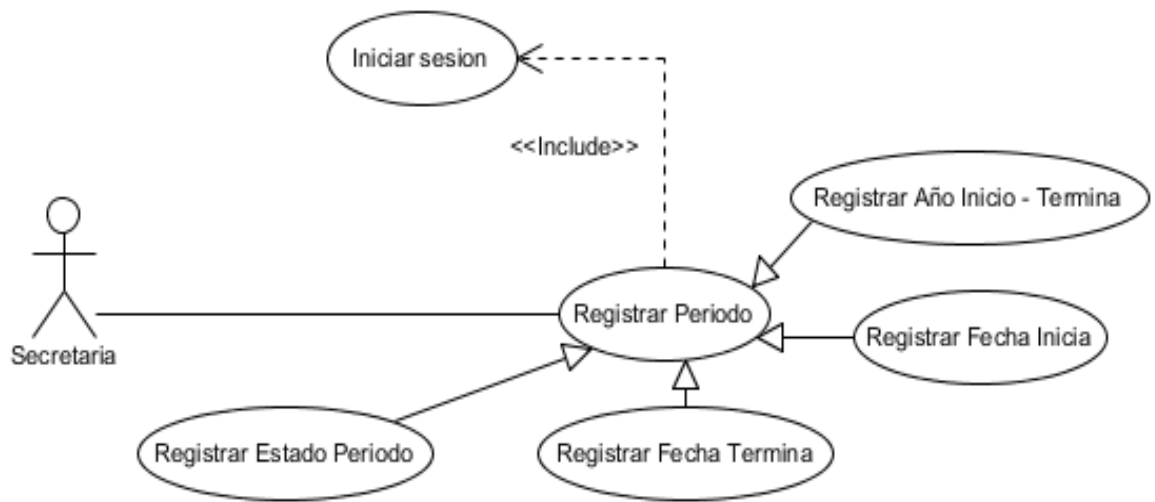 Iniciar sesion
<<Include>>
Registrar Año Inicio - Termina
Registrar Periodo
Registrar Fecha Inicia
Secretaria
Registrar Estado Periodo
Registrar Fecha Termina